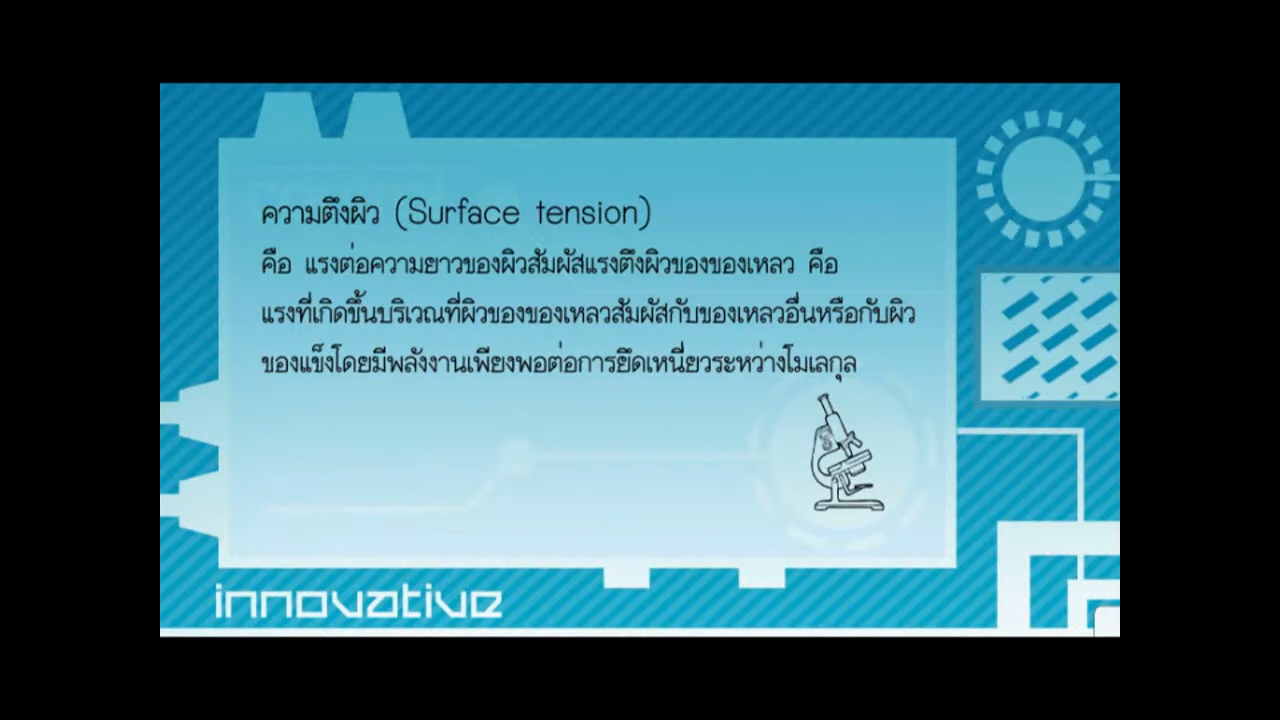 ความตึงผิว (Surface tension)
คือ แรงต่อความยาวของผิวสัมผัสแรงตึงผิวของของเหลว คือ
แรงที่เกิดขึ้นบริเวณที่ผิวของของเหลวสัมผัสกับของเหลวอื่นหรือกับผิว
ของแข็งโดยมีพลังงานเพียงพอต่อการยึดเหนี่ยวระหว่างโมเลกุล
innovative